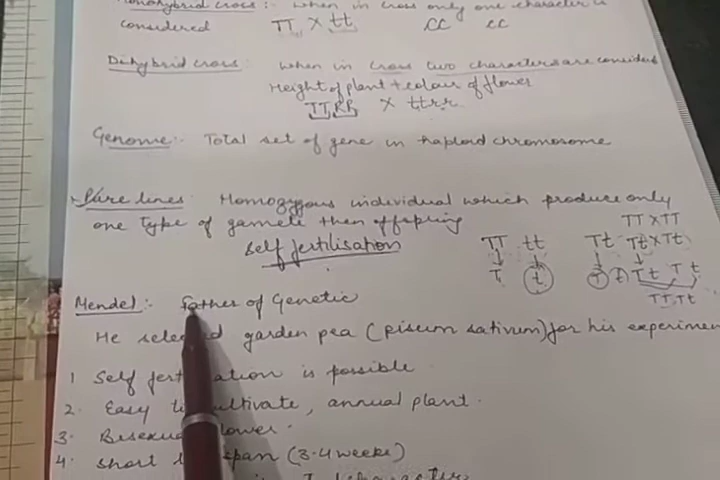 Monohybrid cross:- When in cross only one character is
considered TT X tt CC cc
Dihybrid cross: When in cross two characters are consider
Height of plant + colour of flower
TTRR X ttrr
Genome:- Total set of gene in haploid chromosome
Pure lines: Homozygous individual which produce only
one type of gamete then offspring
TT X TT
self fertilisation TT tt Tt Tt X Tt
T t T Tt Tt
TT, Tt
Mendel:- Father of Genetic
He selected garden pea (Pisum sativum) for his experimen
1 Self fertilisation is possible
2. Easy to cultivate, annual plant.
3. Bisexual flower.
4. Short span (3-4 weeks)